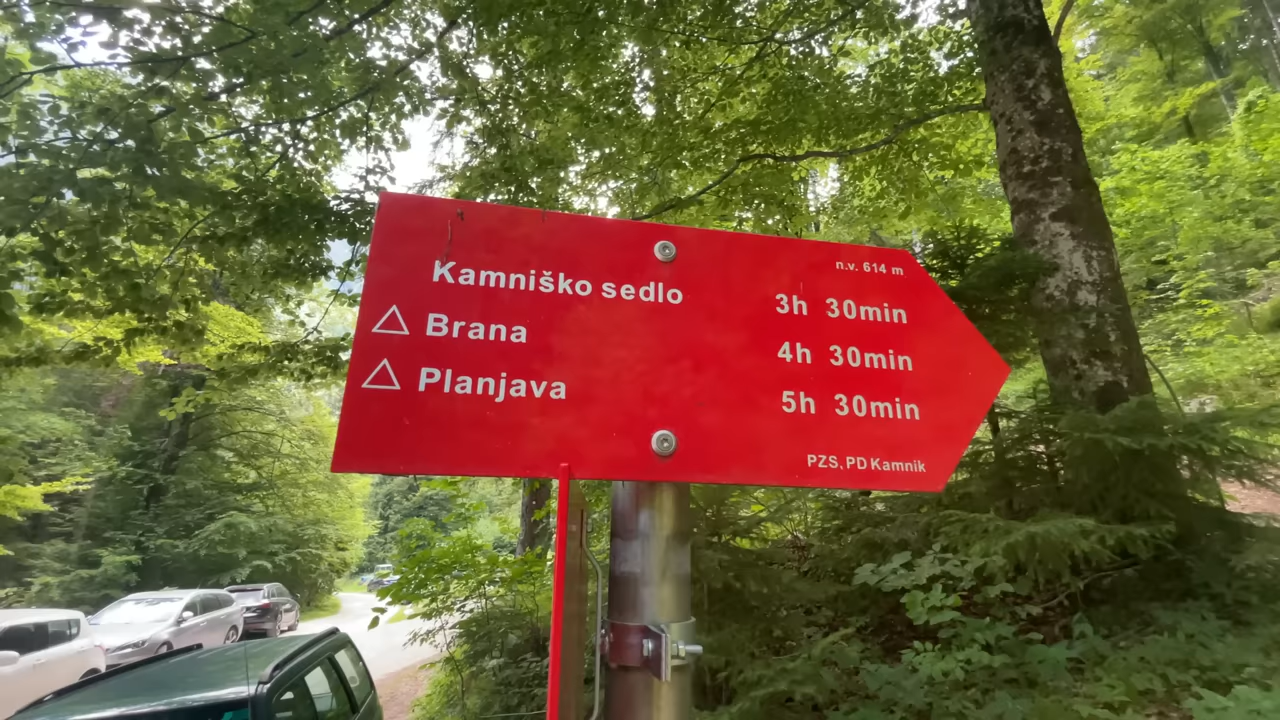 n.v. 614 m
Kamniško sedlo 3h 30min
Brana 4h 30min
Planjava 5h 30min
PZS, PD Kamnik